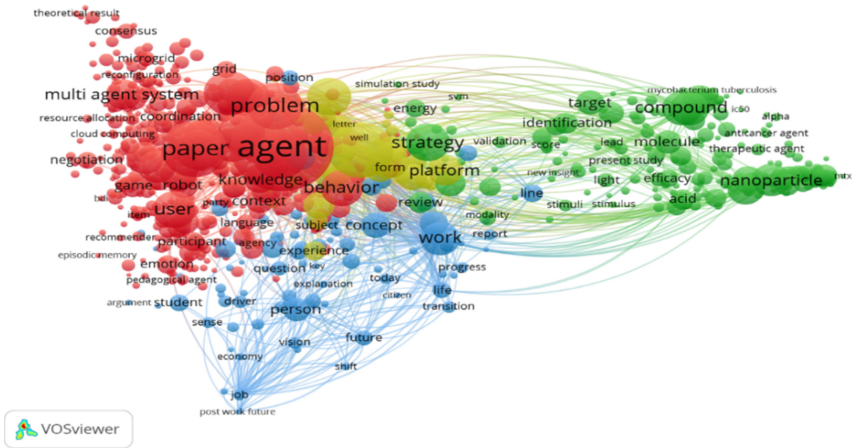 theoretical result
consensus
microgrid
reconfiguration
grid
position
simulation study
mycobacterium tuberculosis
multi agent system
problem
energy
svm
target
compound
ic50
resource allocation
coordination
letter
identification
alpha
cloud computing
well
strategy
validation
score
lead
molecule
anticancer agent
therapeutic agent
negotiation
paper
agent
form
platform
present study
new insight
game
robot
knowledge
behavior
line
light
efficacy
nanoparticle
mtx
bdi
party
context
review
stimuli
stimulus
acid
item
user
language
subject
concept
modality
recommender
participant
agency
experience
work
report
episodic memory
emotion
question
key
progress
pedagogical agent
explanation
today
life
argument
student
driver
person
citizen
transition
sense
vision
future
economy
shift
job
post work future
VOSviewer